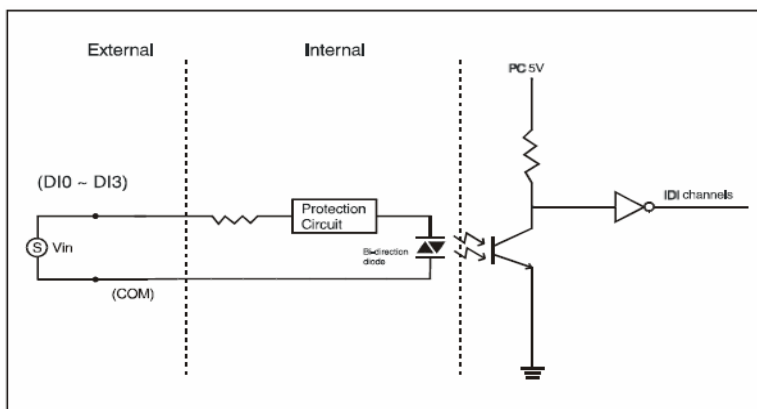 External
Internal
PC 5V
(DI0 ~ DI3)
IDI channels
Protection
Circuit
S Vin
Bi-direction
diode
(COM)